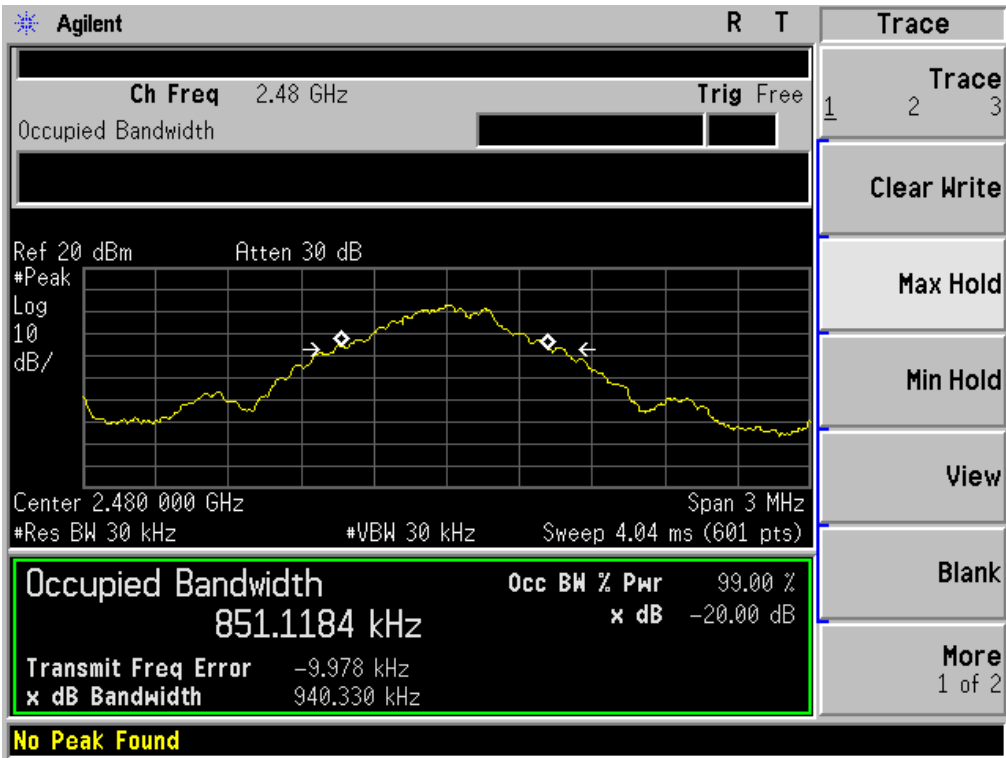 Agilent R T Trace
Trace
1 2 3
Ch Freq 2.48 GHz Trig Free
Occupied Bandwidth
Clear Write
Ref 20 dBm Atten 30 dB
#Peak
Log
10
dB/
Max Hold
Min Hold
View
Center 2.480 000 GHz Span 3 MHz
#Res BW 30 kHz #VBW 30 kHz Sweep 4.04 ms (601 pts)
Occupied Bandwidth Occ BW % Pwr 99.00 %
851.1184 kHz x dB -20.00 dB
Blank
Transmit Freq Error -9.978 kHz
x dB Bandwidth 940.330 kHz
More
1 of 2
No Peak Found